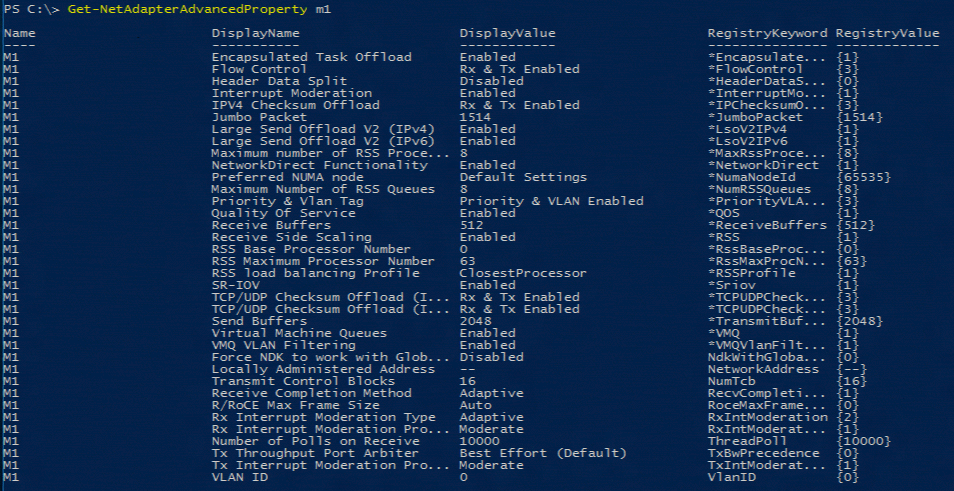 PS C:\> Get-NetAdapterAdvancedProperty m1
Name DisplayName DisplayValue RegistryKeyword RegistryValue
---- ----------- ------------ --------------- -------------
M1 Encapsulated Task Offload Enabled *Encapsulate... {1}
M1 Flow Control Rx & Tx Enabled *FlowControl {3}
M1 Header Data Split Disabled *HeaderDataS... {0}
M1 Interrupt Moderation Enabled *InterruptMo... {1}
M1 IPV4 Checksum Offload Rx & Tx Enabled *IPChecksumO... {3}
M1 Jumbo Packet 1514 *JumboPacket {1514}
M1 Large Send Offload V2 (IPv4) Enabled *LsoV2IPv4 {1}
M1 Large Send Offload V2 (IPv6) Enabled *LsoV2IPv6 {1}
M1 Maximum number of RSS Proce... 8 *MaxRssProce... {8}
M1 NetworkDirect Functionality Enabled *NetworkDirect {1}
M1 Preferred NUMA node Default Settings *NumaNodeId {65535}
M1 Maximum Number of RSS Queues 8 *NumRSSQueues {8}
M1 Priority & Vlan Tag Priority & VLAN Enabled *PriorityVLA... {3}
M1 Quality Of Service Enabled *QOS {1}
M1 Receive Buffers 512 *ReceiveBuffers {512}
M1 Receive Side Scaling Enabled *RSS {1}
M1 RSS Base Processor Number 0 *RssBaseProc... {0}
M1 RSS Maximum Processor Number 63 *RssMaxProcN... {63}
M1 RSS load balancing Profile ClosestProcessor *RSSProfile {1}
M1 SR-IOV Enabled *Sriov {1}
M1 TCP/UDP Checksum Offload (I... Rx & Tx Enabled *TCPUDPCheck... {3}
M1 TCP/UDP Checksum Offload (I... Rx & Tx Enabled *TCPUDPCheck... {3}
M1 Send Buffers 2048 *TransmitBuf... {2048}
M1 Virtual Machine Queues Enabled *VMQ {1}
M1 VMQ VLAN Filtering Enabled *VMQVlanFilt... {1}
M1 Force NDK to work with Glob... Disabled NdkWithGloba... {0}
M1 Locally Administered Address -- NetworkAddress {--}
M1 Transmit Control Blocks 16 NumTcb {16}
M1 Receive Completion Method Adaptive RecvCompleti... {1}
M1 R/RoCE Max Frame Size Auto RoceMaxFrame... {0}
M1 Rx Interrupt Moderation Type Adaptive RxIntModeration {2}
M1 Rx Interrupt Moderation Pro... Moderate RxIntModerat... {1}
M1 Number of Polls on Receive 10000 ThreadPoll {10000}
M1 Tx Throughput Port Arbiter Best Effort (Default) TxBwPrecedence {0}
M1 Tx Interrupt Moderation Pro... Moderate TxIntModerat... {1}
M1 VLAN ID 0 VlanID {0}